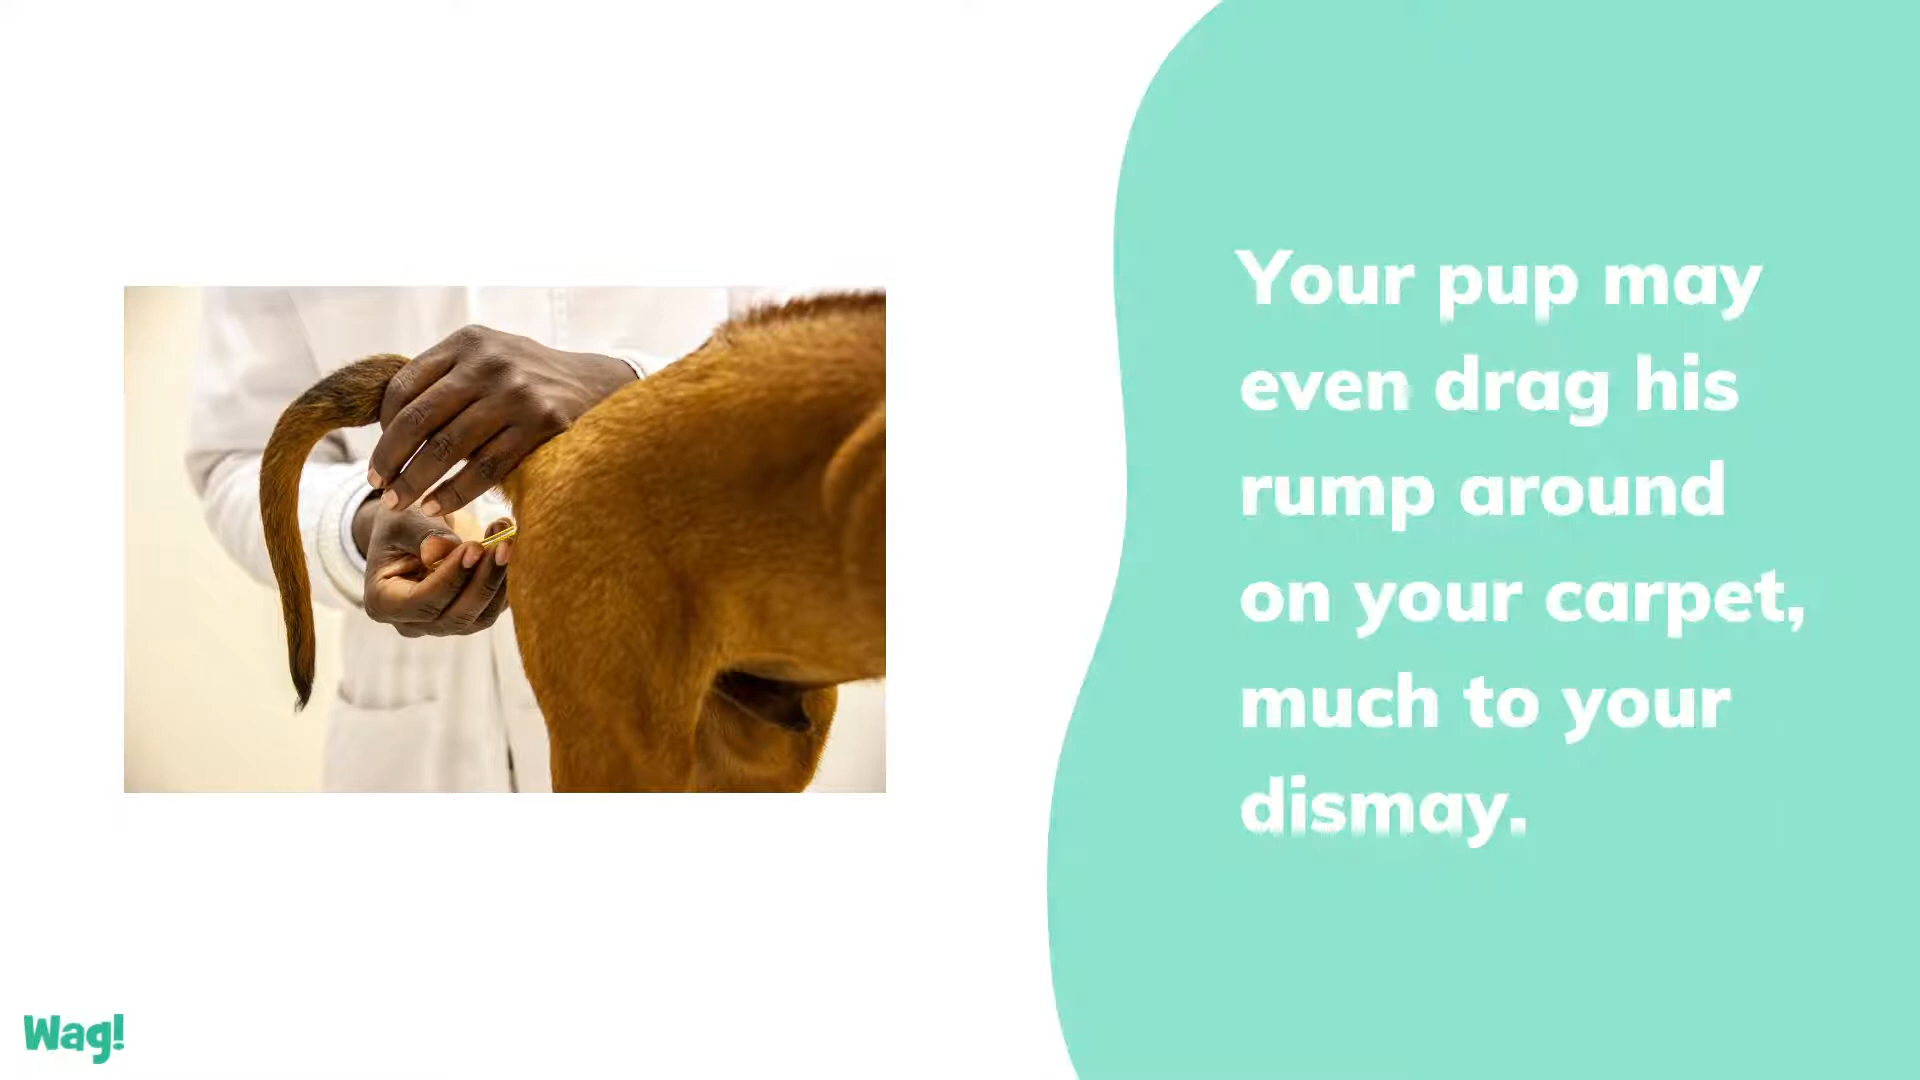 Your pup may
even drag his
rump around
on your carpet,
much to your
dismay.
Wag!